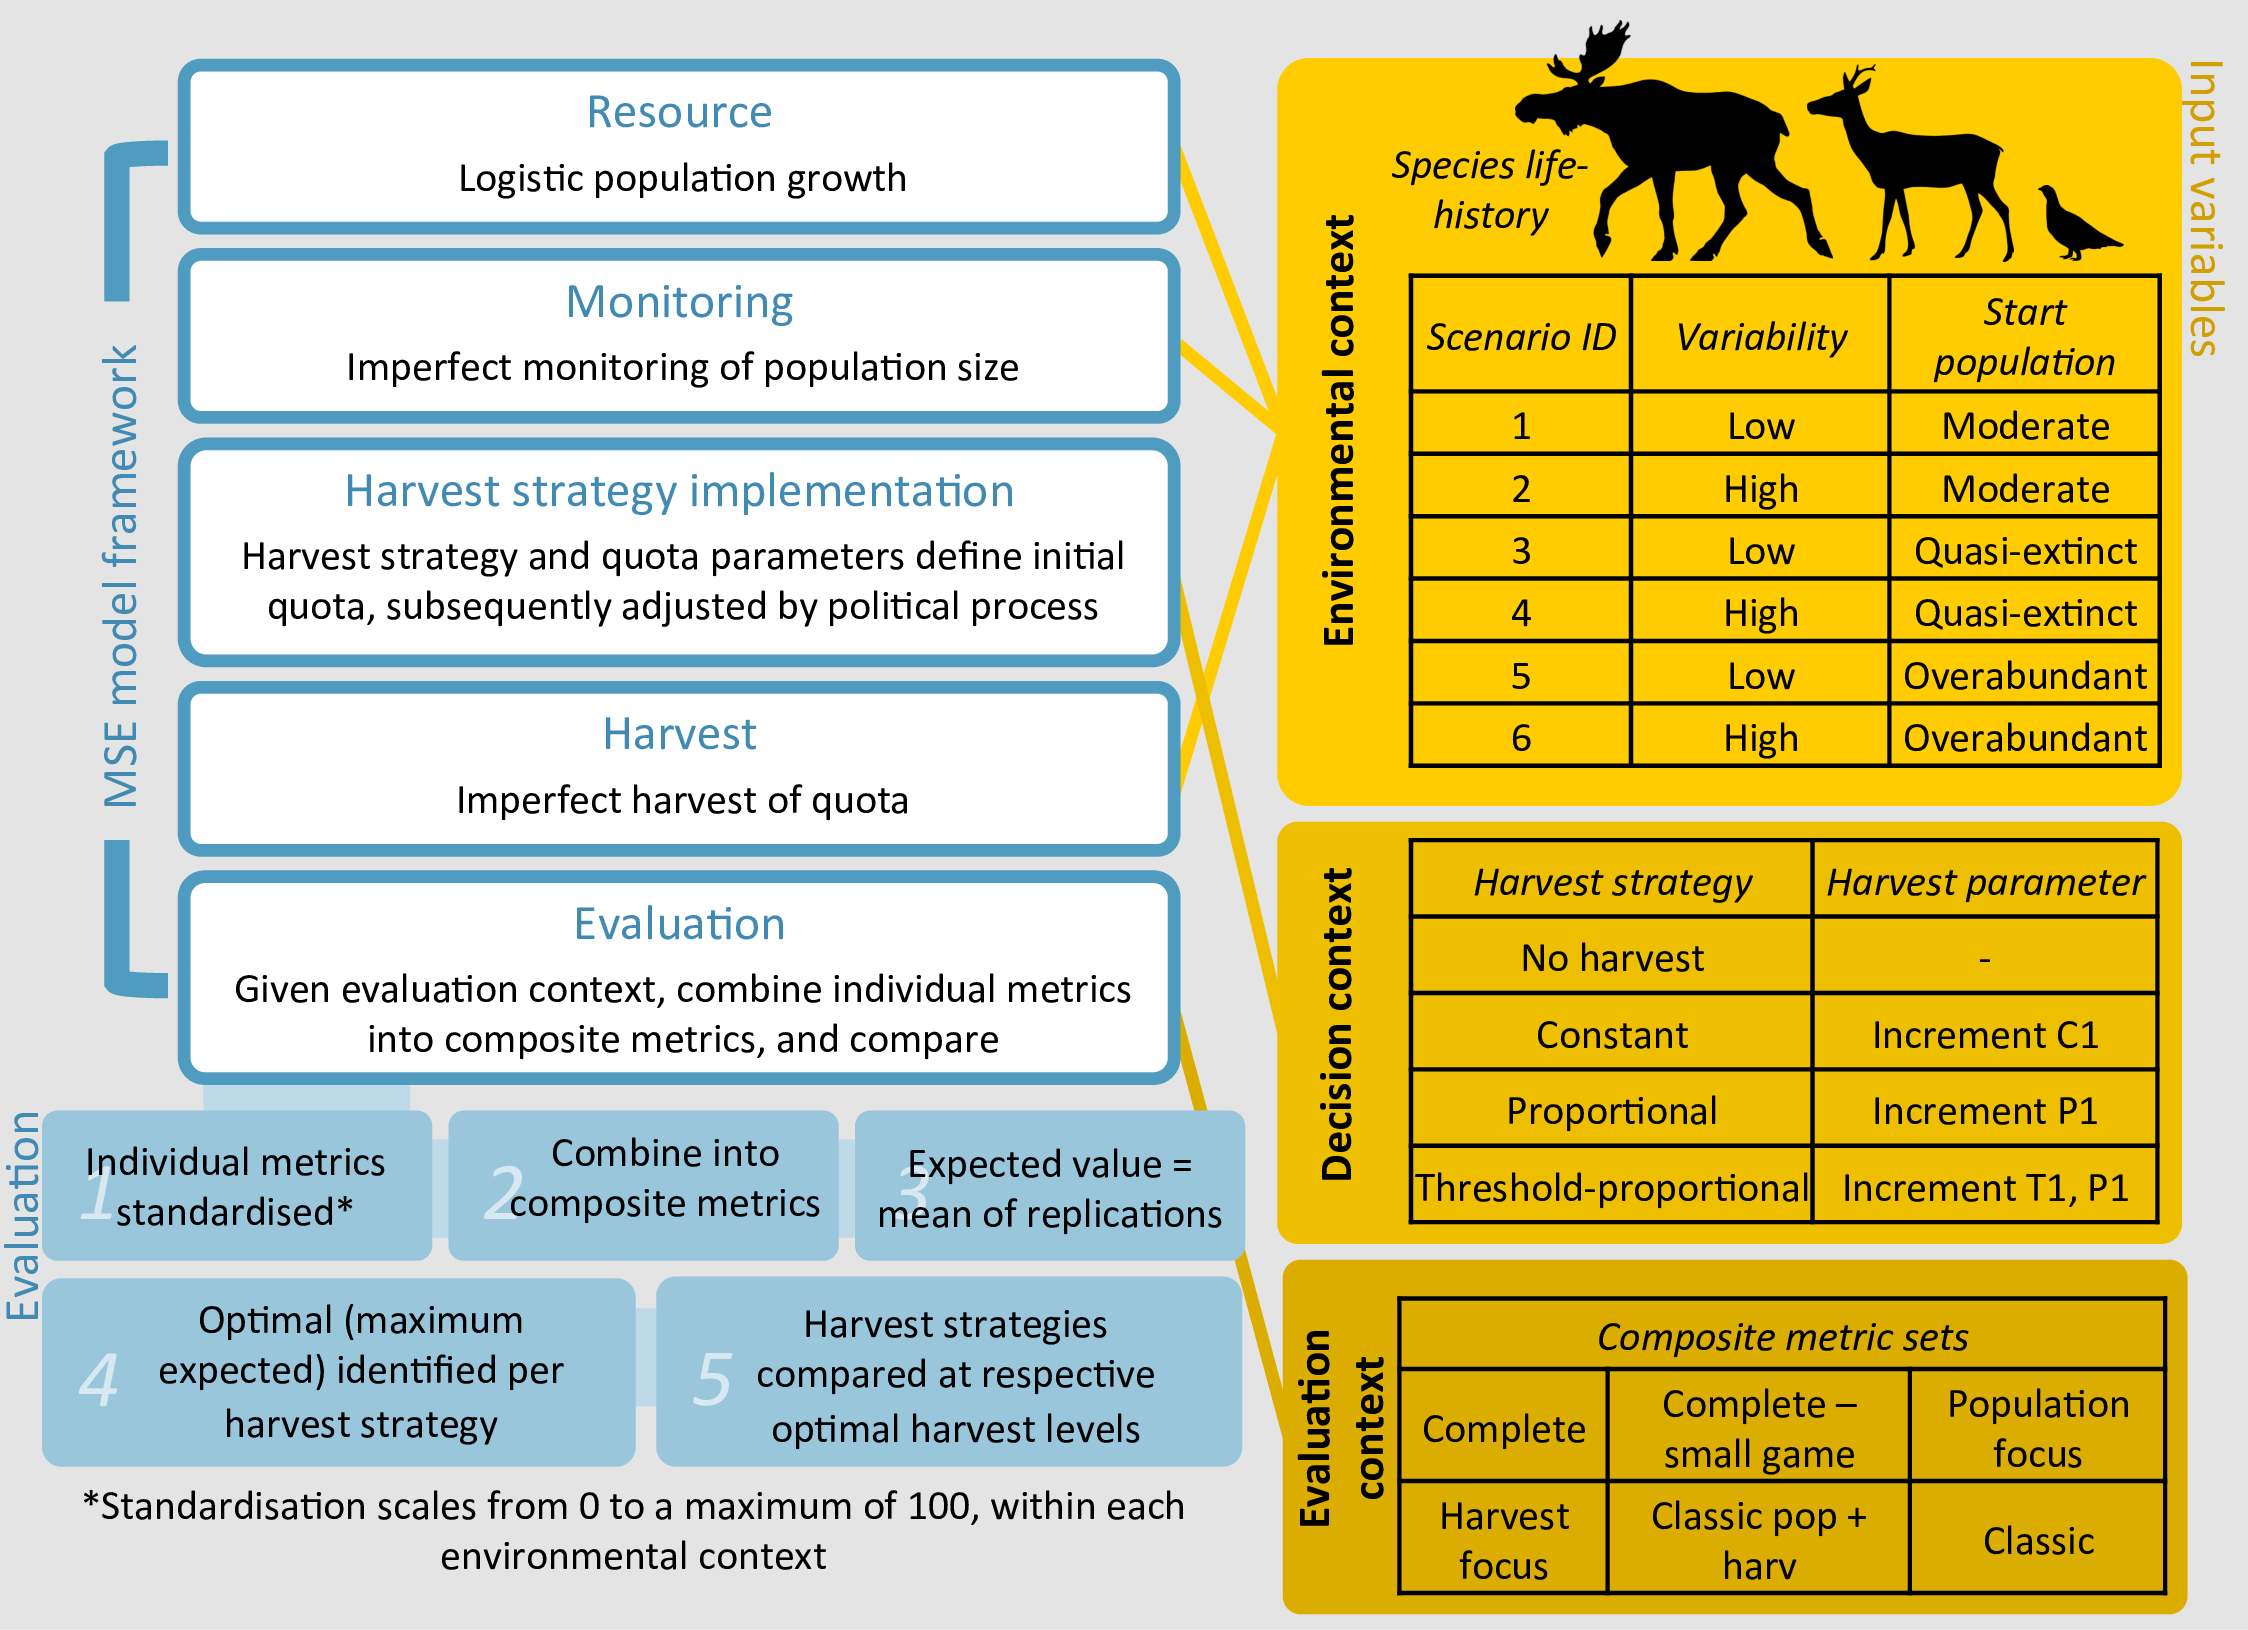 MSE model framework
Resource
Logistic population growth
Monitoring
Imperfect monitoring of population size
Harvest strategy implementation
Harvest strategy and quota parameters define initial
quota, subsequently adjusted by political process
Harvest
Imperfect harvest of quota
Evaluation
Given evaluation context, combine individual metrics
into composite metrics, and compare
Evaluation
1
Individual metrics
standardised*
2
Combine into
composite metrics
3
Expected value =
mean of replications
4
Optimal (maximum
expected) identified per
harvest strategy
5
Harvest strategies
compared at respective
optimal harvest levels
*Standardisation scales from 0 to a maximum of 100, within each
environmental context
Input variables
Environmental context
Species life-
history
Scenario ID Variability Start
population
1 Low Moderate
2 High Moderate
3 Low Quasi-extinct
4 High Quasi-extinct
5 Low Overabundant
6 High Overabundant
Decision context
Harvest strategy Harvest parameter
No harvest -
Constant Increment C1
Proportional Increment P1
Threshold-proportional Increment T1, P1
Evaluation
context
Composite metric sets
Complete
Complete –
small game
Population
focus
Harvest
focus
Classic pop +
harv
Classic